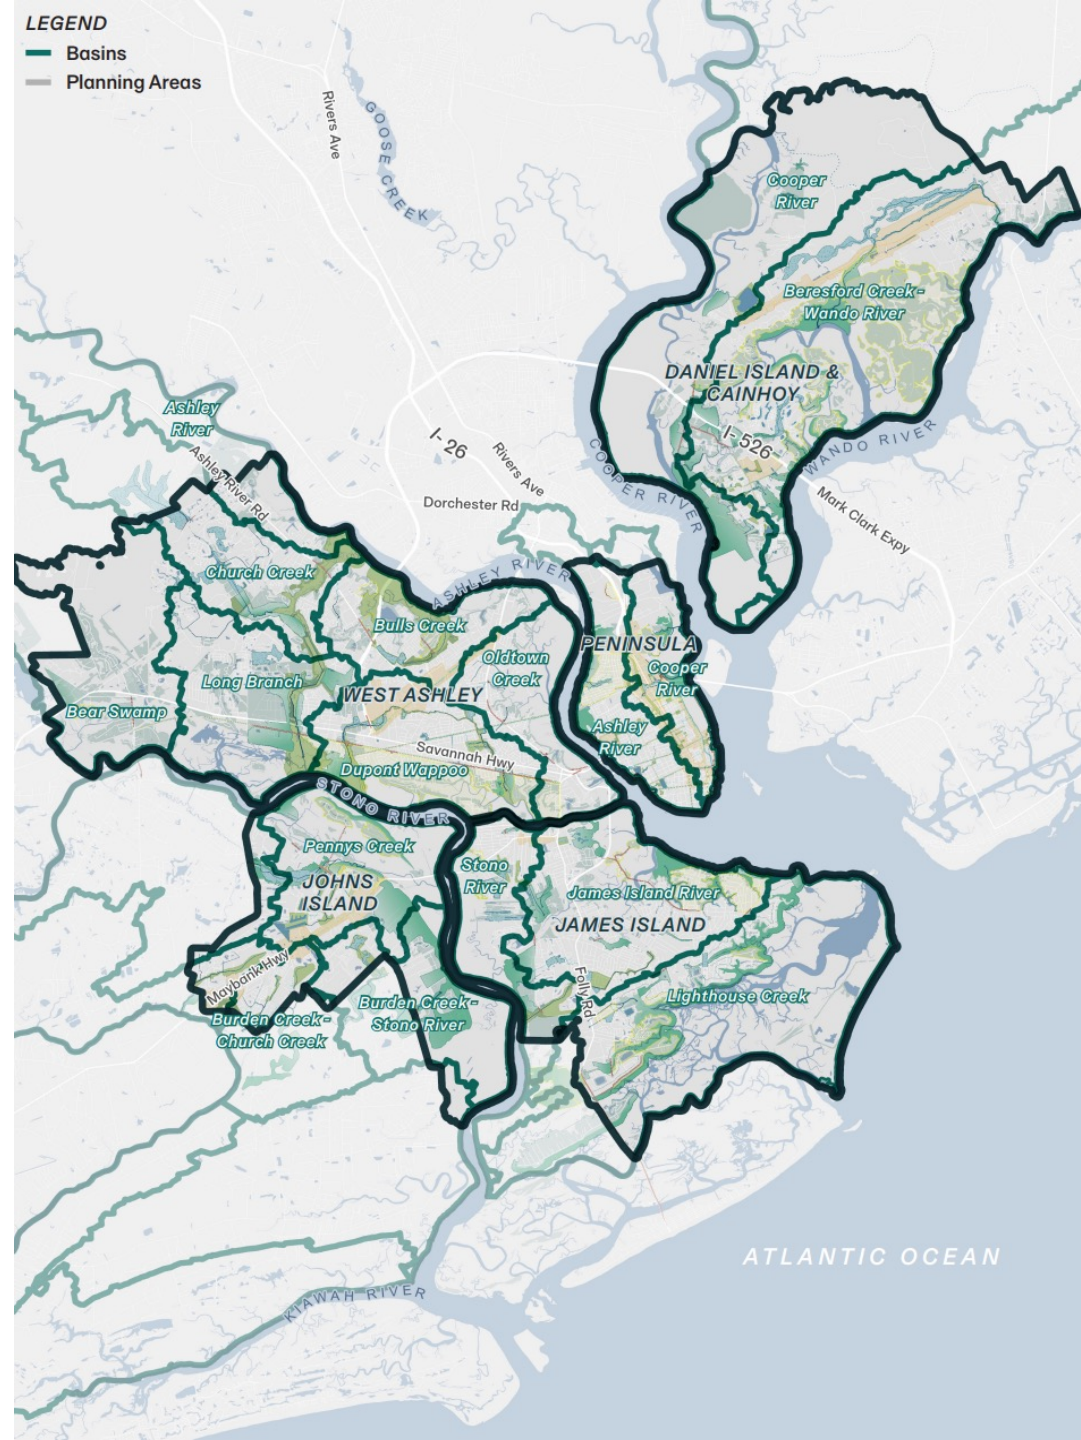 LEGEND
Basins
Planning Areas
Rivers Ave
GOOSE CREEK
Cooper
River
Beresford Creek -
Wando River
DANIEL ISLAND &
CAINHOY
I-526
WANDO RIVER
COOPER RIVER
Mark Clark Expy
Ashley
River
Ashley River Rd
I-26
Rivers Ave
Dorchester Rd
ASHLEY RIVER
Church Creek
Bulls Creek
PENINSULA
Cooper
River
Ashley
River
Oldtown
Creek
Long Branch
WEST ASHLEY
Bear Swamp
Savannah Hwy
Dupont Wappoo
STONO RIVER
Pennys Creek
JOHNS
ISLAND
Stono
River
James Island River
JAMES ISLAND
Maybank Hwy
Folly Rd
Lighthouse Creek
Burden Creek -
Stono River
Burden Creek -
Church Creek
ATLANTIC OCEAN
KIAWAH RIVER